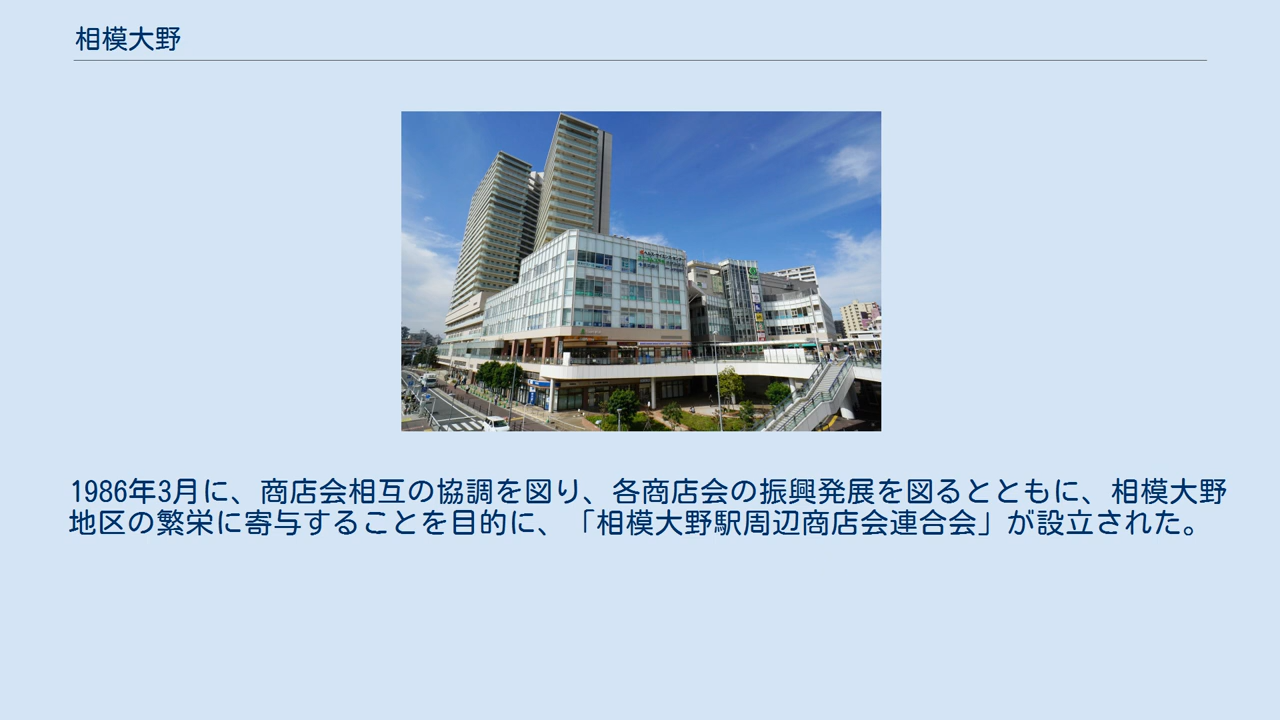 相模大野
1986年3月に、商店会相互の協調を図り、各商店会の振興発展を図るとともに、相模大野
地区の繁栄に寄与することを目的に、「相模大野駅周辺商店会連合会」が設立された。